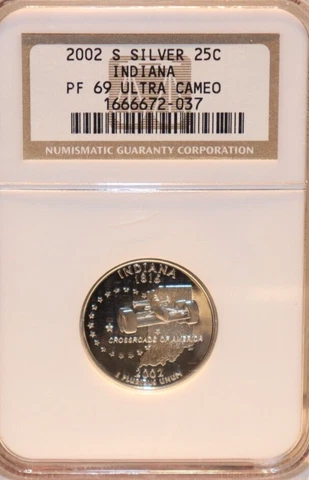 2002 S SILVER 25C
INDIANA
PF 69 ULTRA CAMEO
1666672-037
NUMISMATIC GUARANTY CORPORATION
INDIANA
1816
CROSSROADS OF AMERICA
2002
E PLURIBUS UNUM